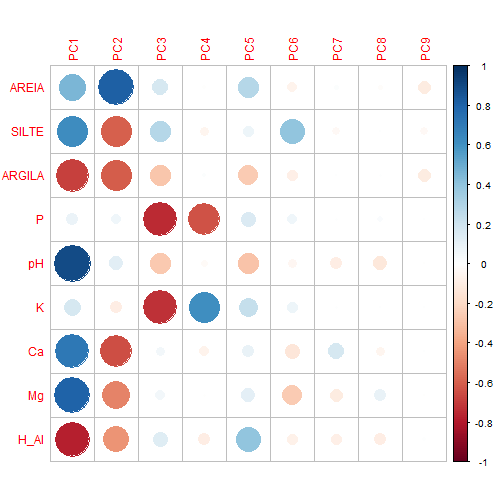 PC1 PC2 PC3 PC4 PC5 PC6 PC7 PC8 PC9
AREIA
SILTE
ARGILA
P
pH
K
Ca
Mg
H_Al
1
0.8
0.6
0.4
0.2
0
-0.2
-0.4
-0.6
-0.8
-1